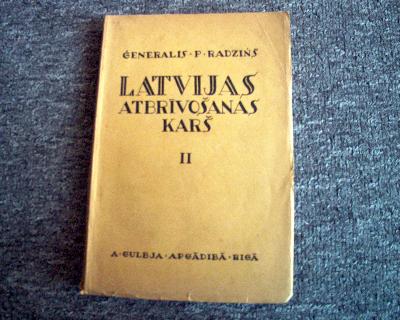 ĢENERALIS · P · RADZIŅŠ
LATVIJAS
ATBRĪVOŠANAS
KARŠ
II
A · GULBJA · APGĀDĪBĀ · RĪGĀ